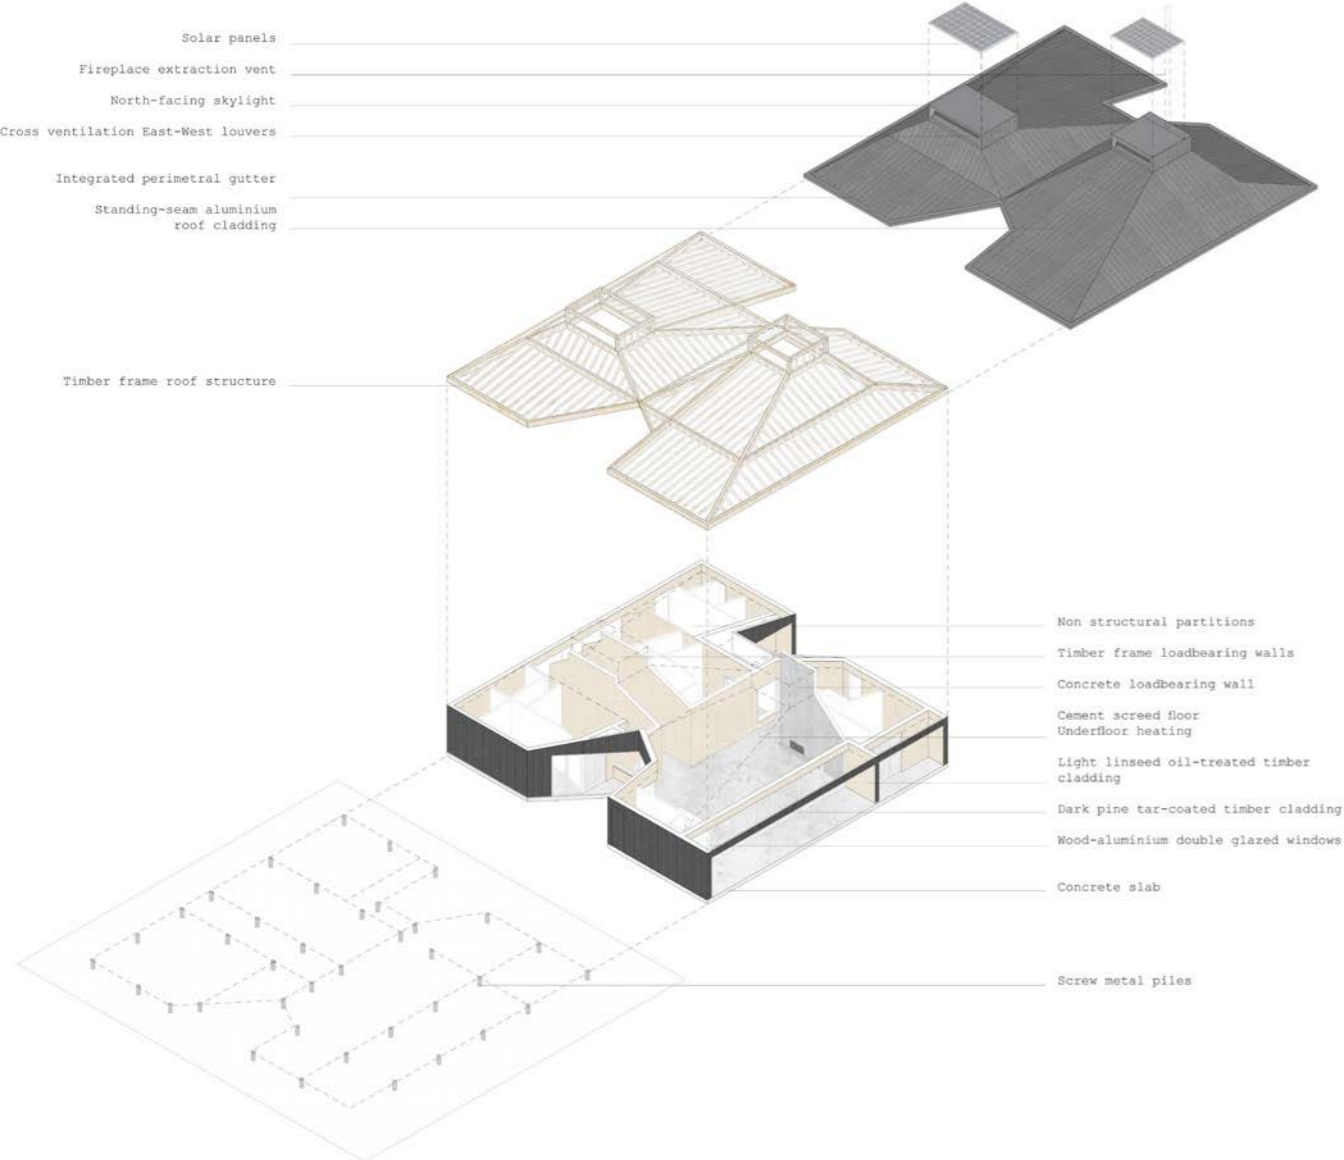 Solar panels
Fireplace extraction vent
North-facing skylight
Cross ventilation East-West louvers
Integrated perimetral gutter
Standing-seam aluminium
roof cladding
Timber frame roof structure
Non structural partitions
Timber frame loadbearing walls
Concrete loadbearing wall
Cement screed floor
Underfloor heating
Light linseed oil-treated timber
cladding
Dark pine tar-coated timber cladding
Wood-aluminium double glazed windows
Concrete slab
Screw metal piles